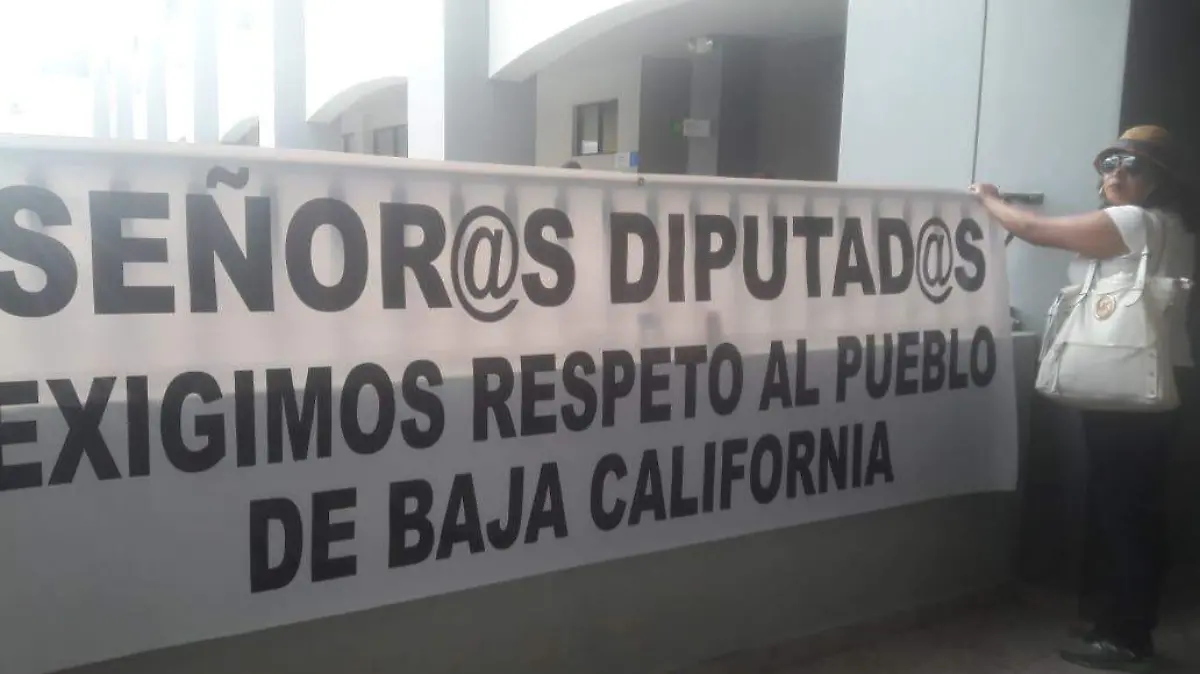 SEÑOR@S DIPUTAD@S
EXIGIMOS RESPETO AL PUEBLO
DE BAJA CALIFORNIA